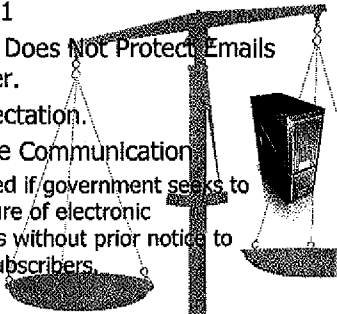 1
Does Not Protect Emails
er.
ectation.
e Communication
ed if government seeks to
ure of electronic
s without prior notice to
ubscribers.